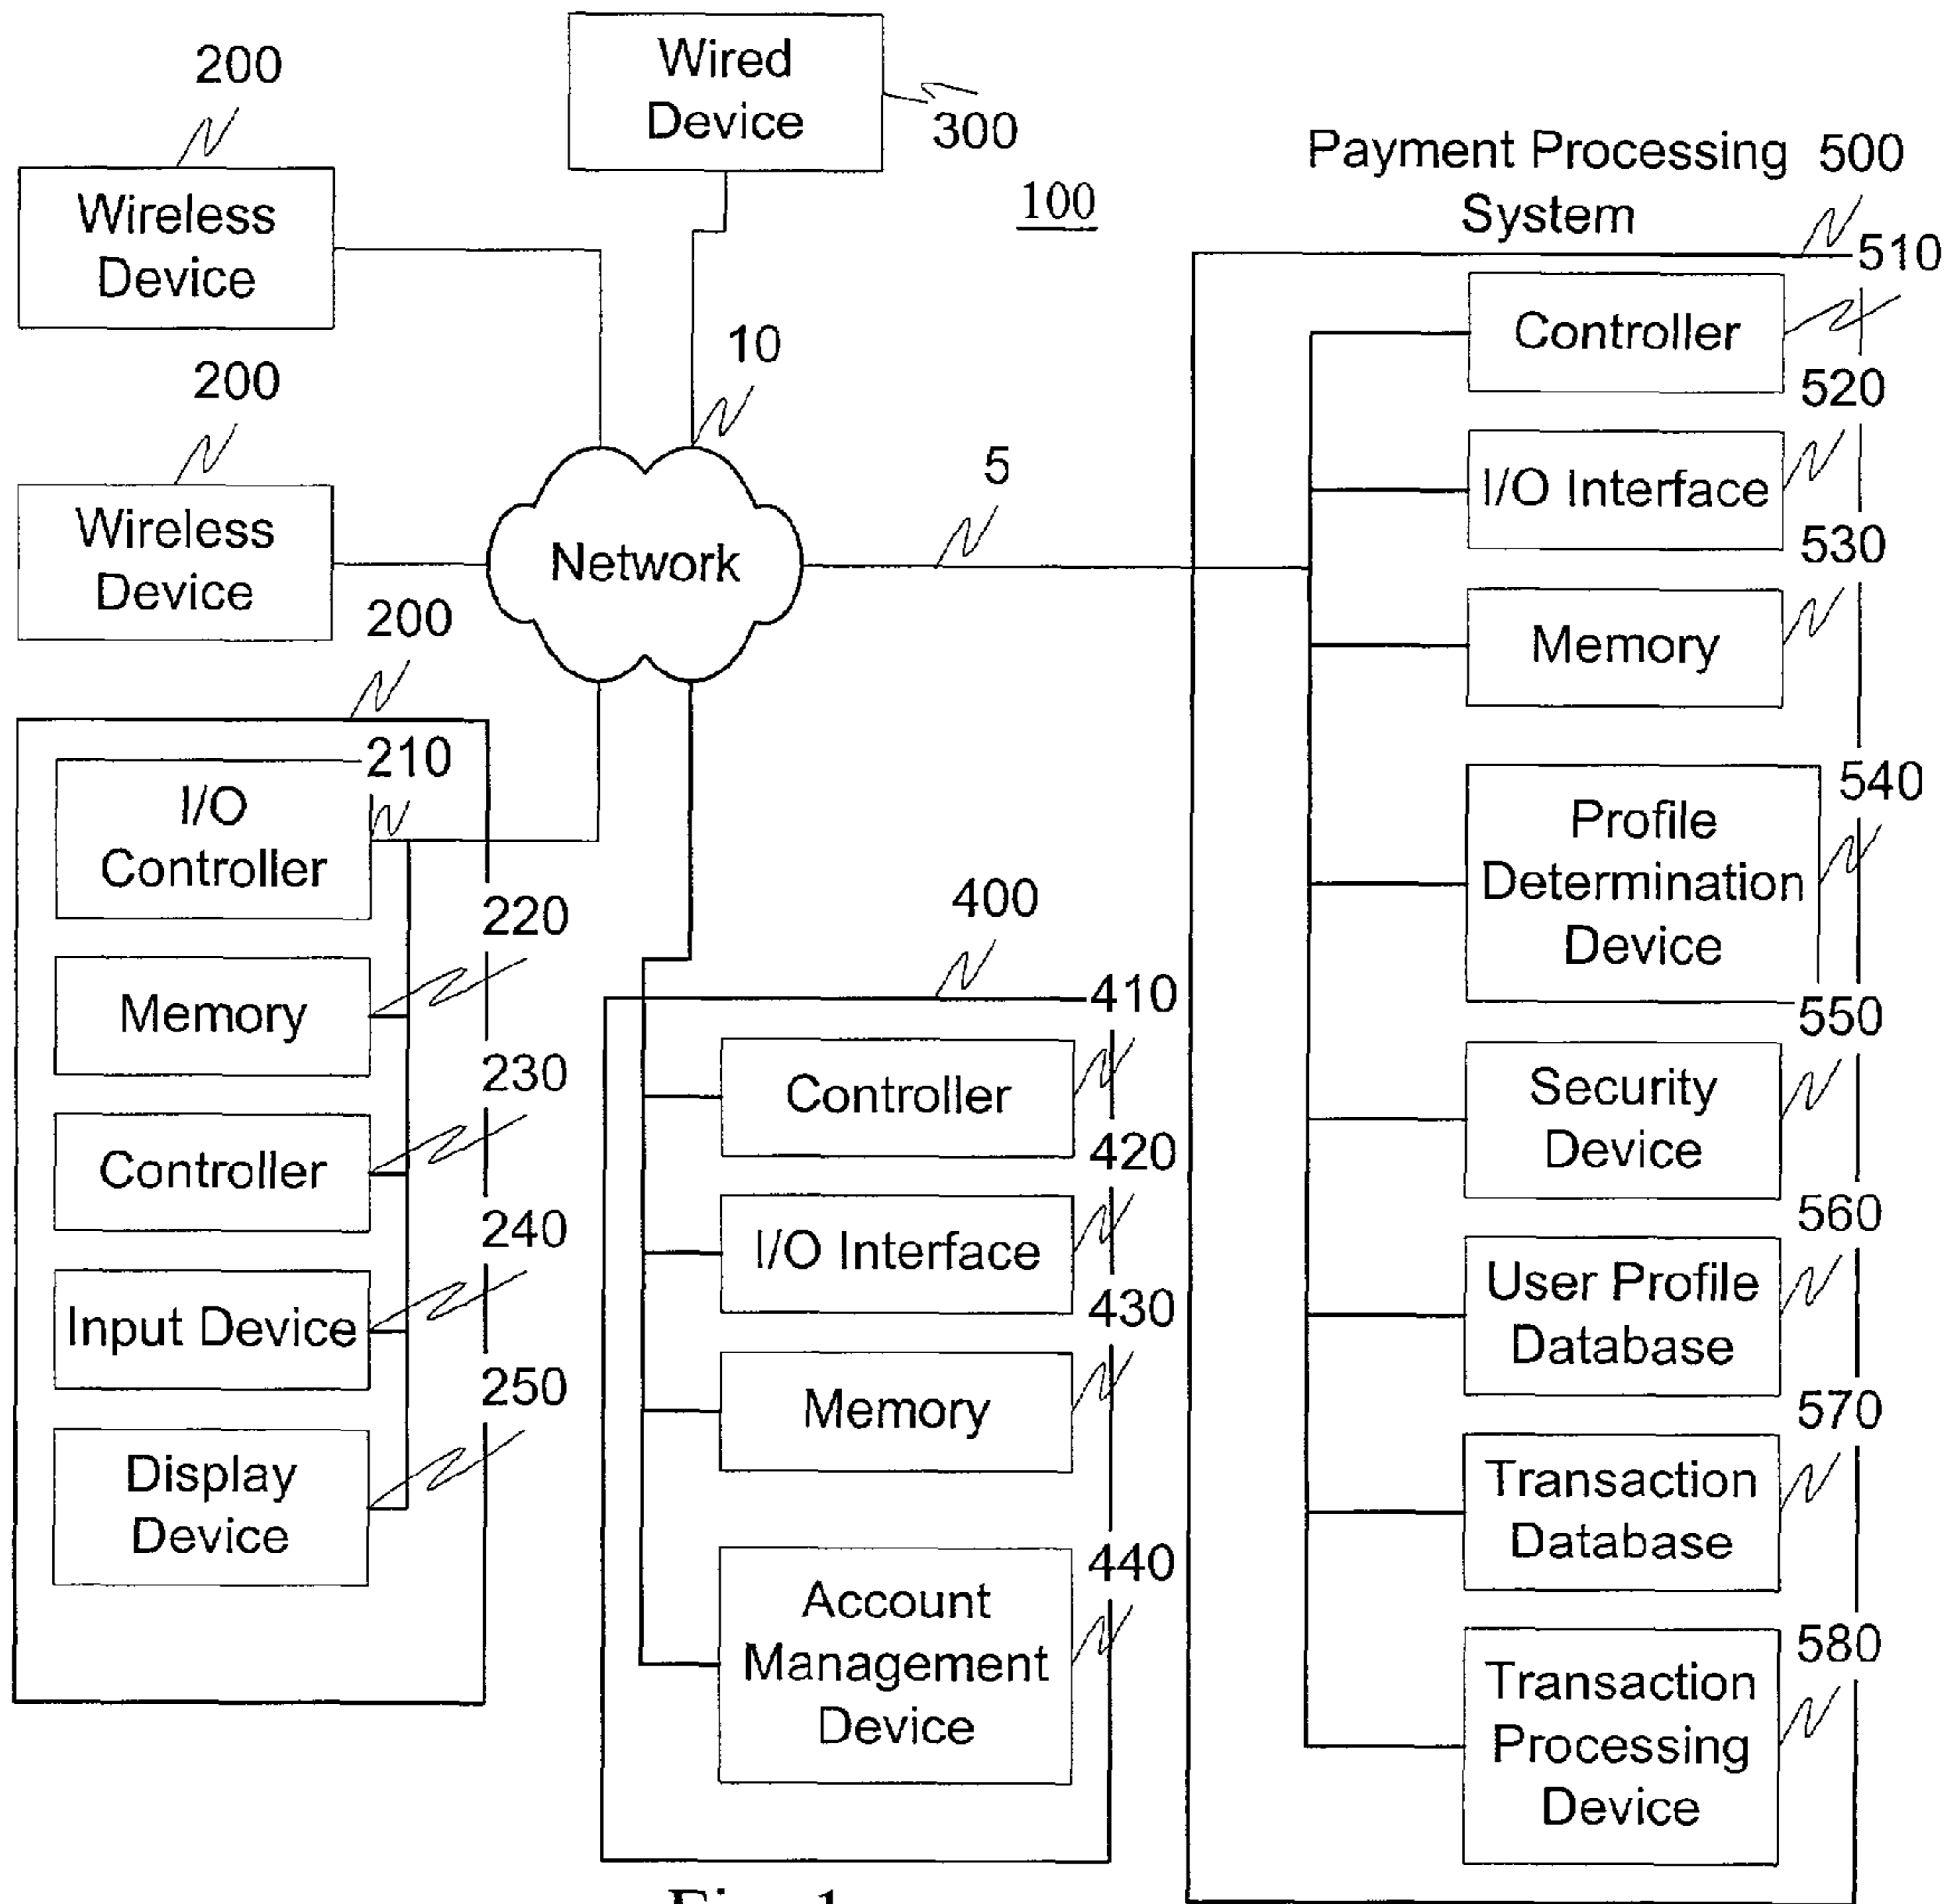 200
Wired
Device
300
Wireless
Device
100
Payment Processing
System
500
200
Wireless
Device
10
5
Network
200
210
I/O
Controller
220
Memory
230
Controller
240
Input Device
250
Display
Device
400
410
Controller
420
I/O Interface
430
Memory
440
Account
Management
Device
510
Controller
520
I/O Interface
530
Memory
540
Profile
Determination
Device
550
Security
Device
560
User Profile
Database
570
Transaction
Database
580
Transaction
Processing
Device